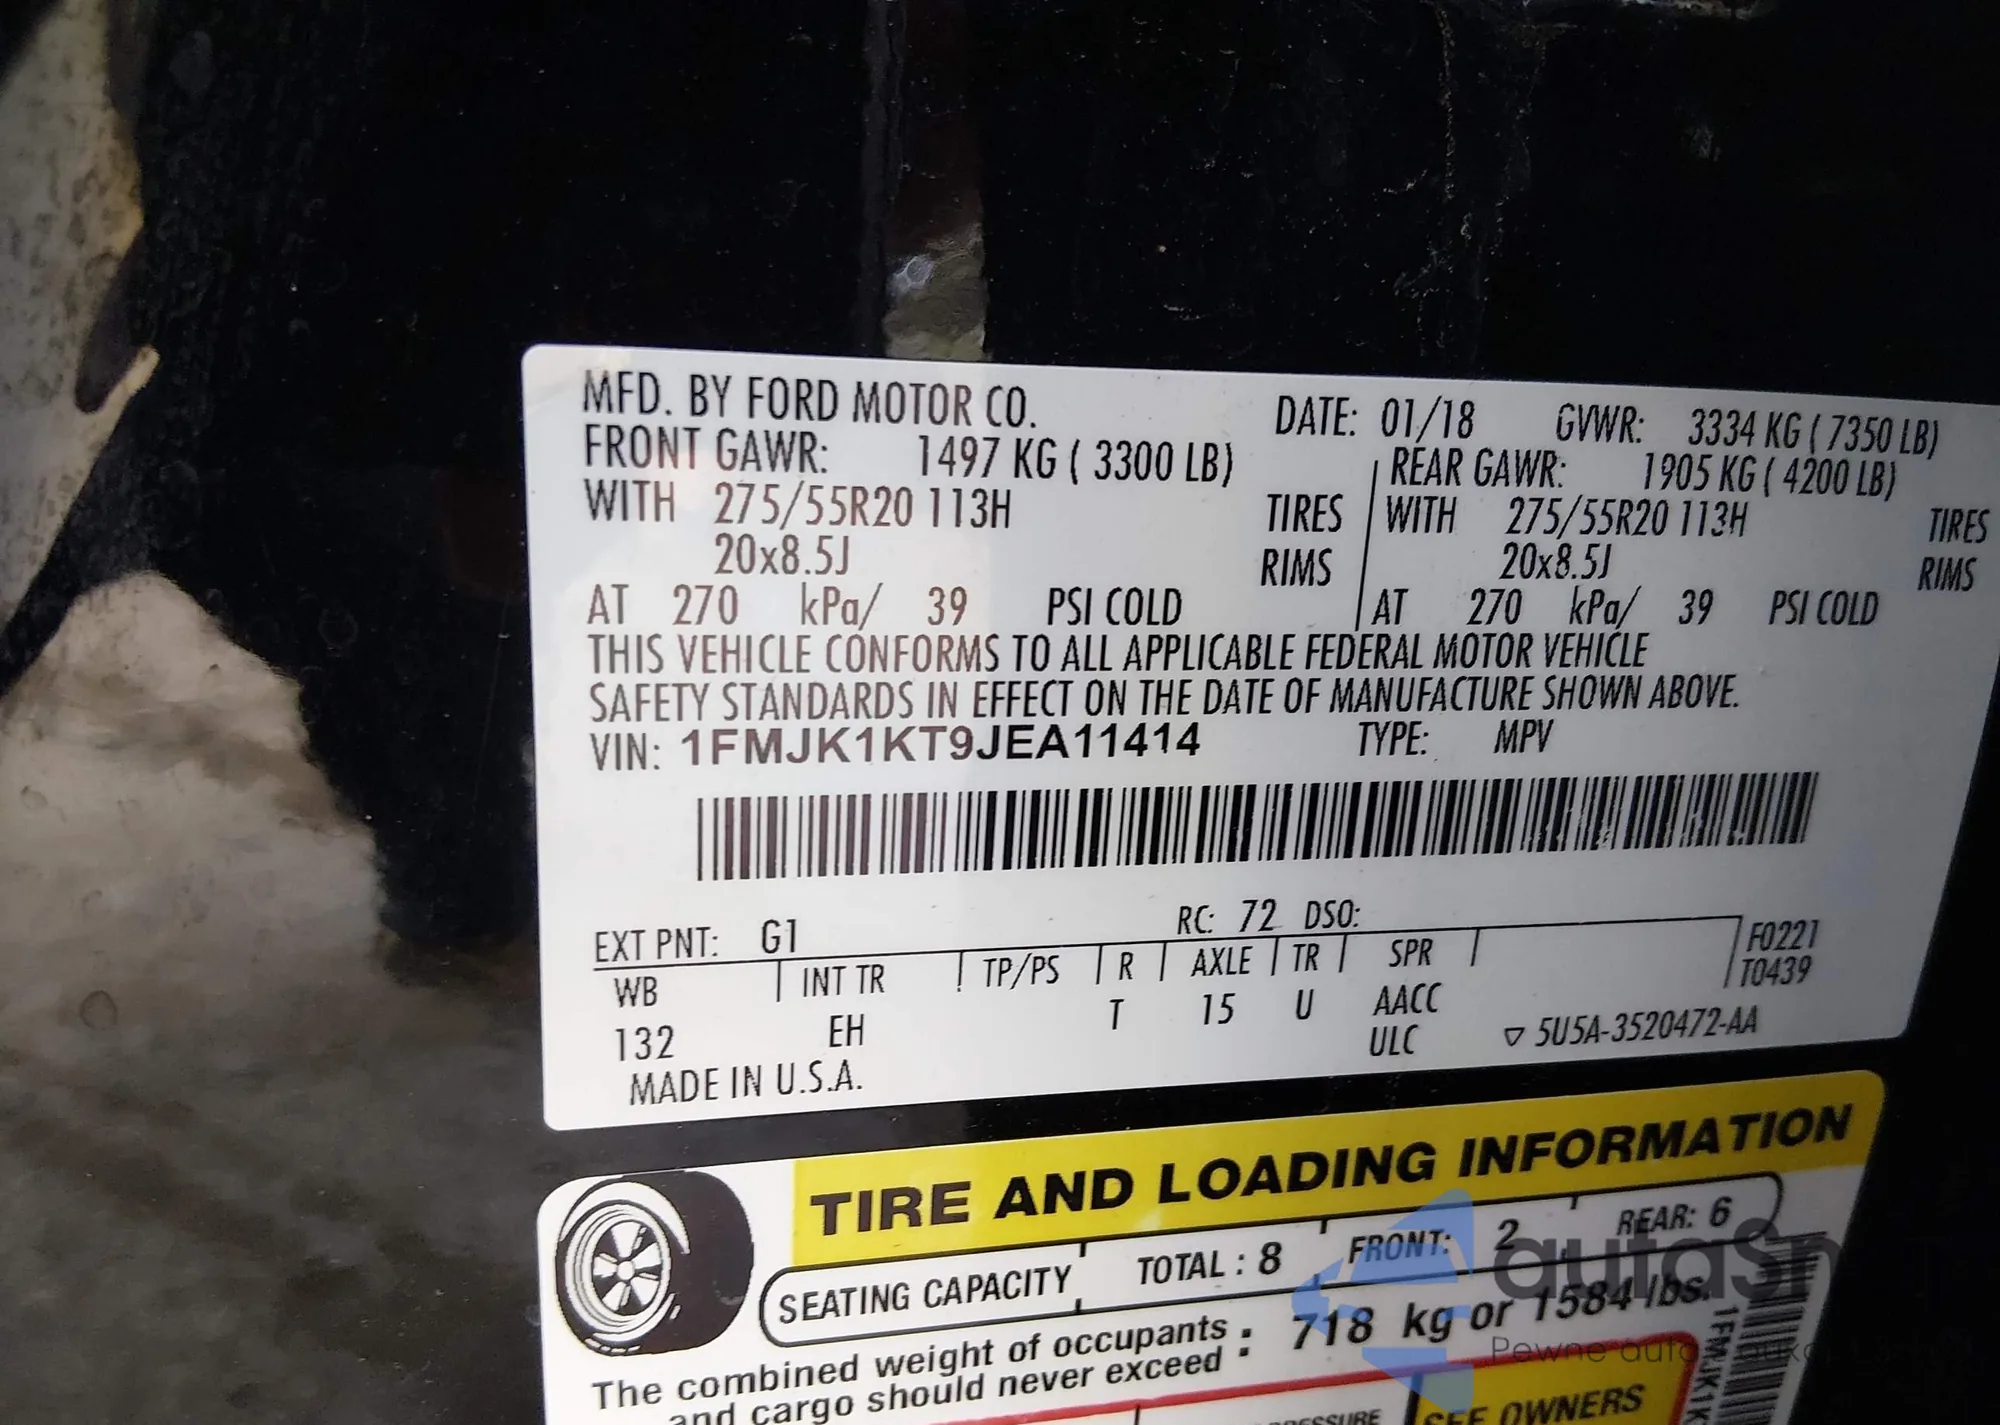 MFD. BY FORD MOTOR CO. DATE: 01/18 GVWR: 3334 KG ( 7350 LB)
FRONT GAWR: 1497 KG ( 3300 LB) REAR GAWR: 1905 KG ( 4200 LB)
WITH 275/55R20 113H TIRES WITH 275/55R20 113H TIRES
20x8.5J RIMS 20x8.5J RIMS
AT 270 kPa/ 39 PSI COLD AT 270 kPa/ 39 PSI COLD
THIS VEHICLE CONFORMS TO ALL APPLICABLE FEDERAL MOTOR VEHICLE
SAFETY STANDARDS IN EFFECT ON THE DATE OF MANUFACTURE SHOWN ABOVE.
VIN: 1FMJK1KT9JEA11414 TYPE: MPV
EXT PNT: G1 RC: 72 DSO: F0221
WB INT TR TP/PS R AXLE TR SPR T0439
132 EH T 15 U AACC
ULC ▽ 5U5A-3520472-AA
MADE IN U.S.A.
TIRE AND LOADING INFORMATION
SEATING CAPACITY TOTAL : 8 FRONT: 2 REAR: 6
The combined weight of occupants
and cargo should never exceed : 718 kg or 1584 lbs.
SEE OWNERS
Pewne auta